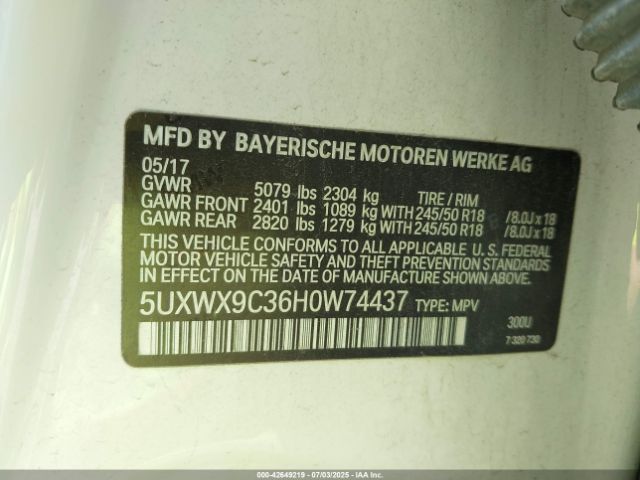 MFD BY BAYERISCHE MOTOREN WERKE AG
05/17
GVWR 5079 lbs 2304 kg TIRE / RIM
GAWR FRONT 2401 lbs 1089 kg WITH 245/50 R18 /8.0J x 18
GAWR REAR 2820 lbs 1279 kg WITH 245/50 R18 /8.0J x 18
THIS VEHICLE CONFORMS TO ALL APPLICABLE U.S. FEDERAL
MOTOR VEHICLE SAFETY AND THEFT PREVENTION STANDARDS
IN EFFECT ON THE DATE OF MANUFACTURE SHOWN ABOVE.
5UXWX9C36H0W74437 TYPE: MPV
300U
7 320 730
000-42649219 07/03/2025 IAAI.COM